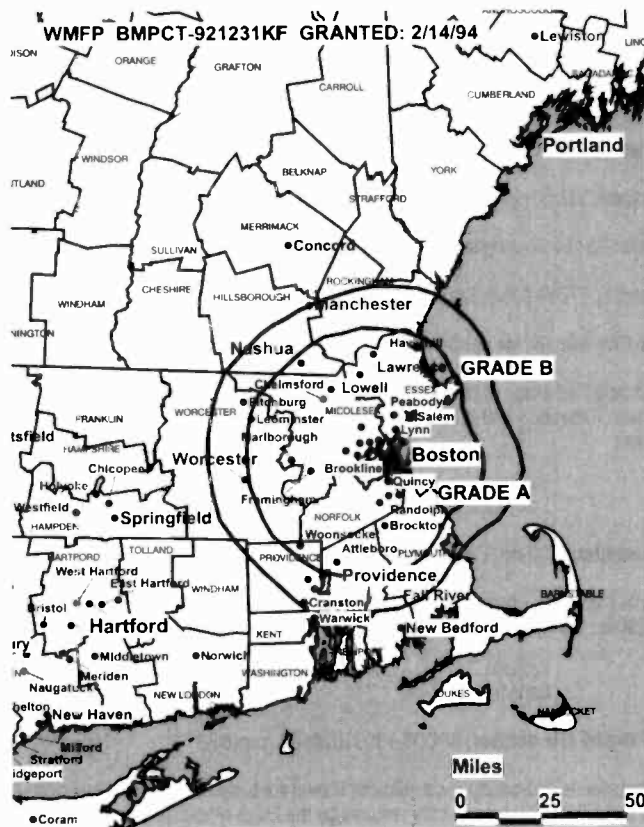 WMFP BMPCT-921231KF GRANTED: 2/14/94
Lewiston
ORANGE
GRAFTON
CARROLL
CUMBERLAND
Portland
WINDSOR
BELKNAP
YORK
STRAFFORD
MERRIMACK
Concord
SULLIVAN
ROCKINGHAM
WINDHAM
CHESHIRE
HILLSBOROUGH
Manchester
Nashua
Lawrence
GRADE B
Chelmsford
Lowell
Fitchburg
Peabody
WORCESTER
FRANKLIN
Leominster
Salem
Lynn
Marlborough
HAMPSHIRE
Chicopee
Worcester
Boston
Holyoke
Brookline
Quincy
Westfield
Framingham
GRADE A
Springfield
Randolph
HAMPDEN
NORFOLK
Brockton
Woonsocket
HARTFORD
TOLLAND
PROVIDENCE
Attleboro
PLYMOUTH
West Hartford
East Hartford
WINDHAM
Providence
Fall River
BARNSTABLE
Bristol
Cranston
Hartford
KENT
Warwick
New Bedford
Middletown
Norwich
Meriden
WASHINGTON
Naugatuck
NEW LONDON
DUKES
NANTUCKET
New Haven
Milford
Stratford
Miles
0 25 50
Coram